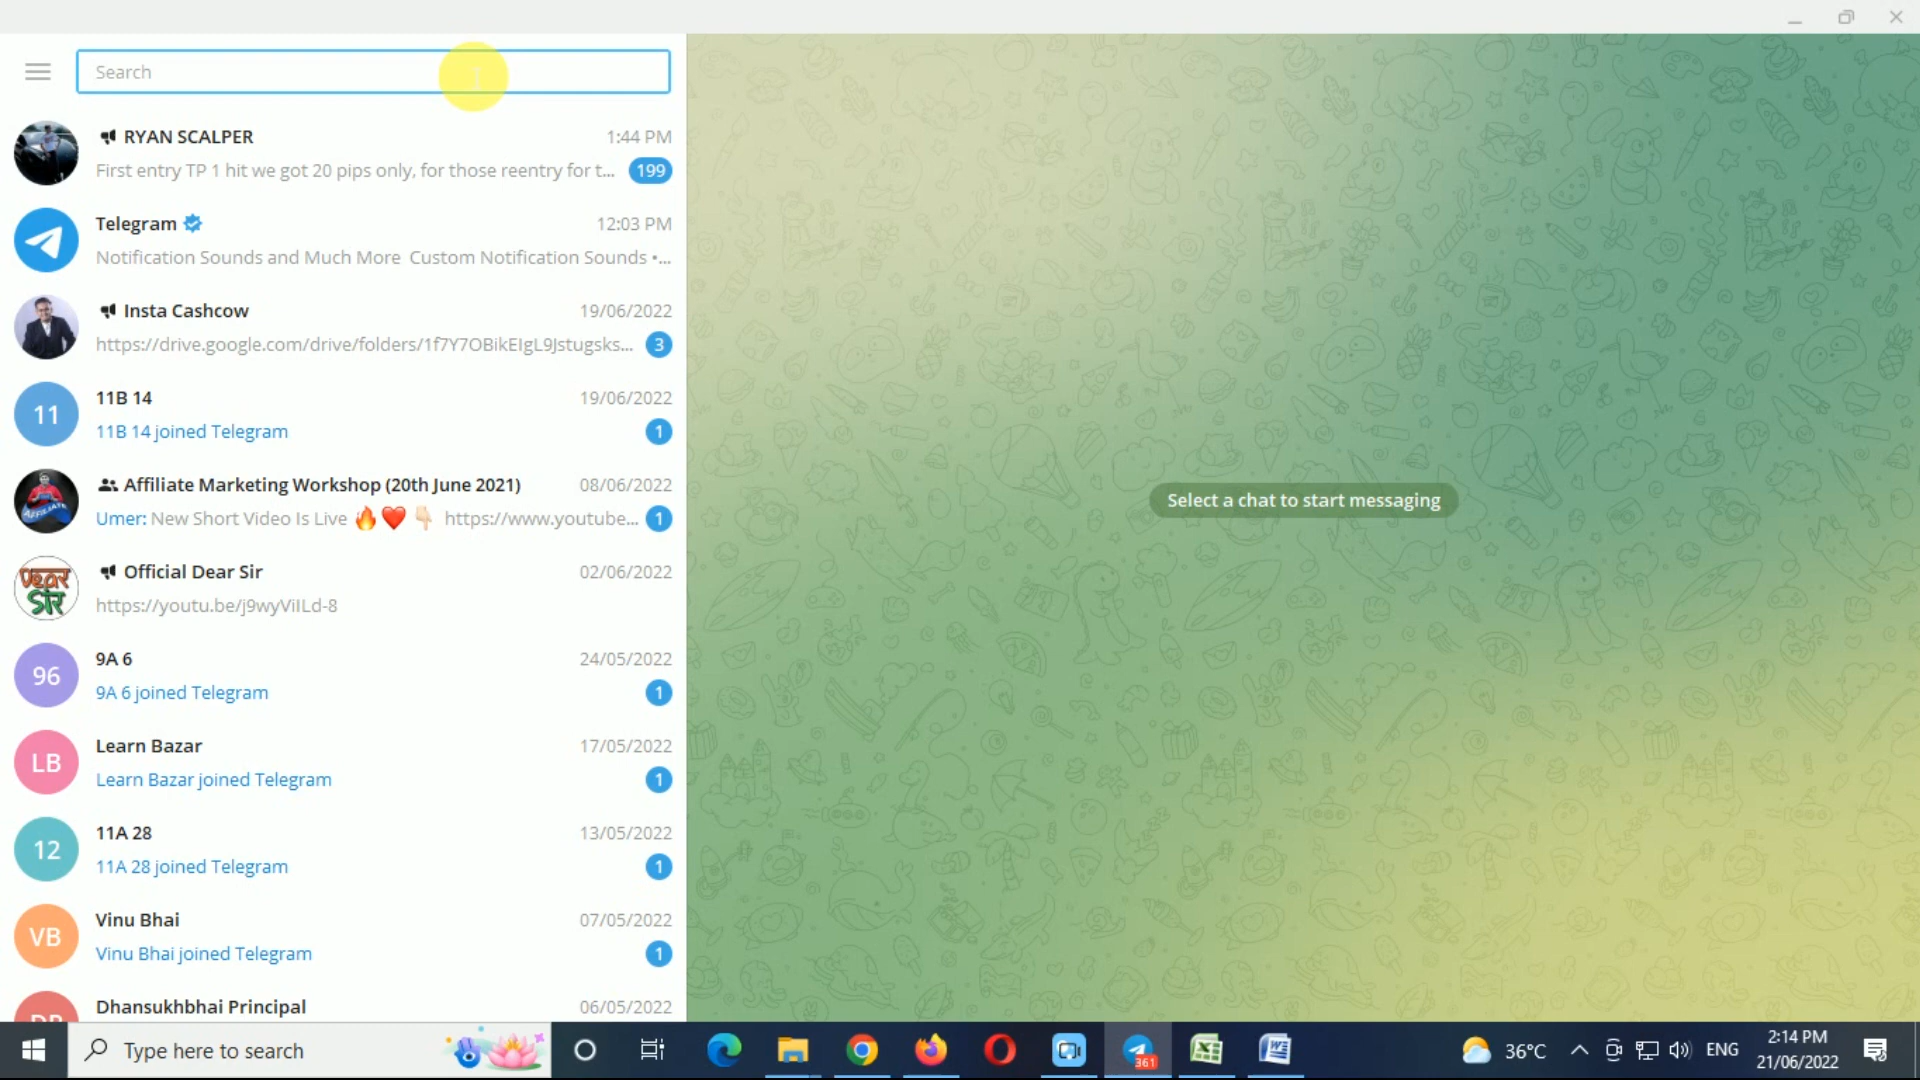 Search
RYAN SCALPER 1:44 PM
First entry TP 1 hit we got 20 pips only, for those reentry for t... 199
Telegram 12:03 PM
Notification Sounds and Much More Custom Notification Sounds •...
Insta Cashcow 19/06/2022
https://drive.google.com/drive/folders/1f7Y7OBikEIgL9Jstugsks... 3
11 11B 14 19/06/2022
11B 14 joined Telegram 1
Affiliate Marketing Workshop (20th June 2021) 08/06/2022
Umer: New Short Video Is Live 🔥❤️👇🏻 https://www.youtube... 1
AFFILIATE
Select a chat to start messaging
Official Dear Sir 02/06/2022
https://youtu.be/j9wyViILd-8
डear
सिर
96 9A 6 24/05/2022
9A 6 joined Telegram 1
LB Learn Bazar 17/05/2022
Learn Bazar joined Telegram 1
12 11A 28 13/05/2022
11A 28 joined Telegram 1
VB Vinu Bhai 07/05/2022
Vinu Bhai joined Telegram 1
Dhansukhbhai Principal 06/05/2022
Type here to search
361
36°C
ENG
2:14 PM
21/06/2022